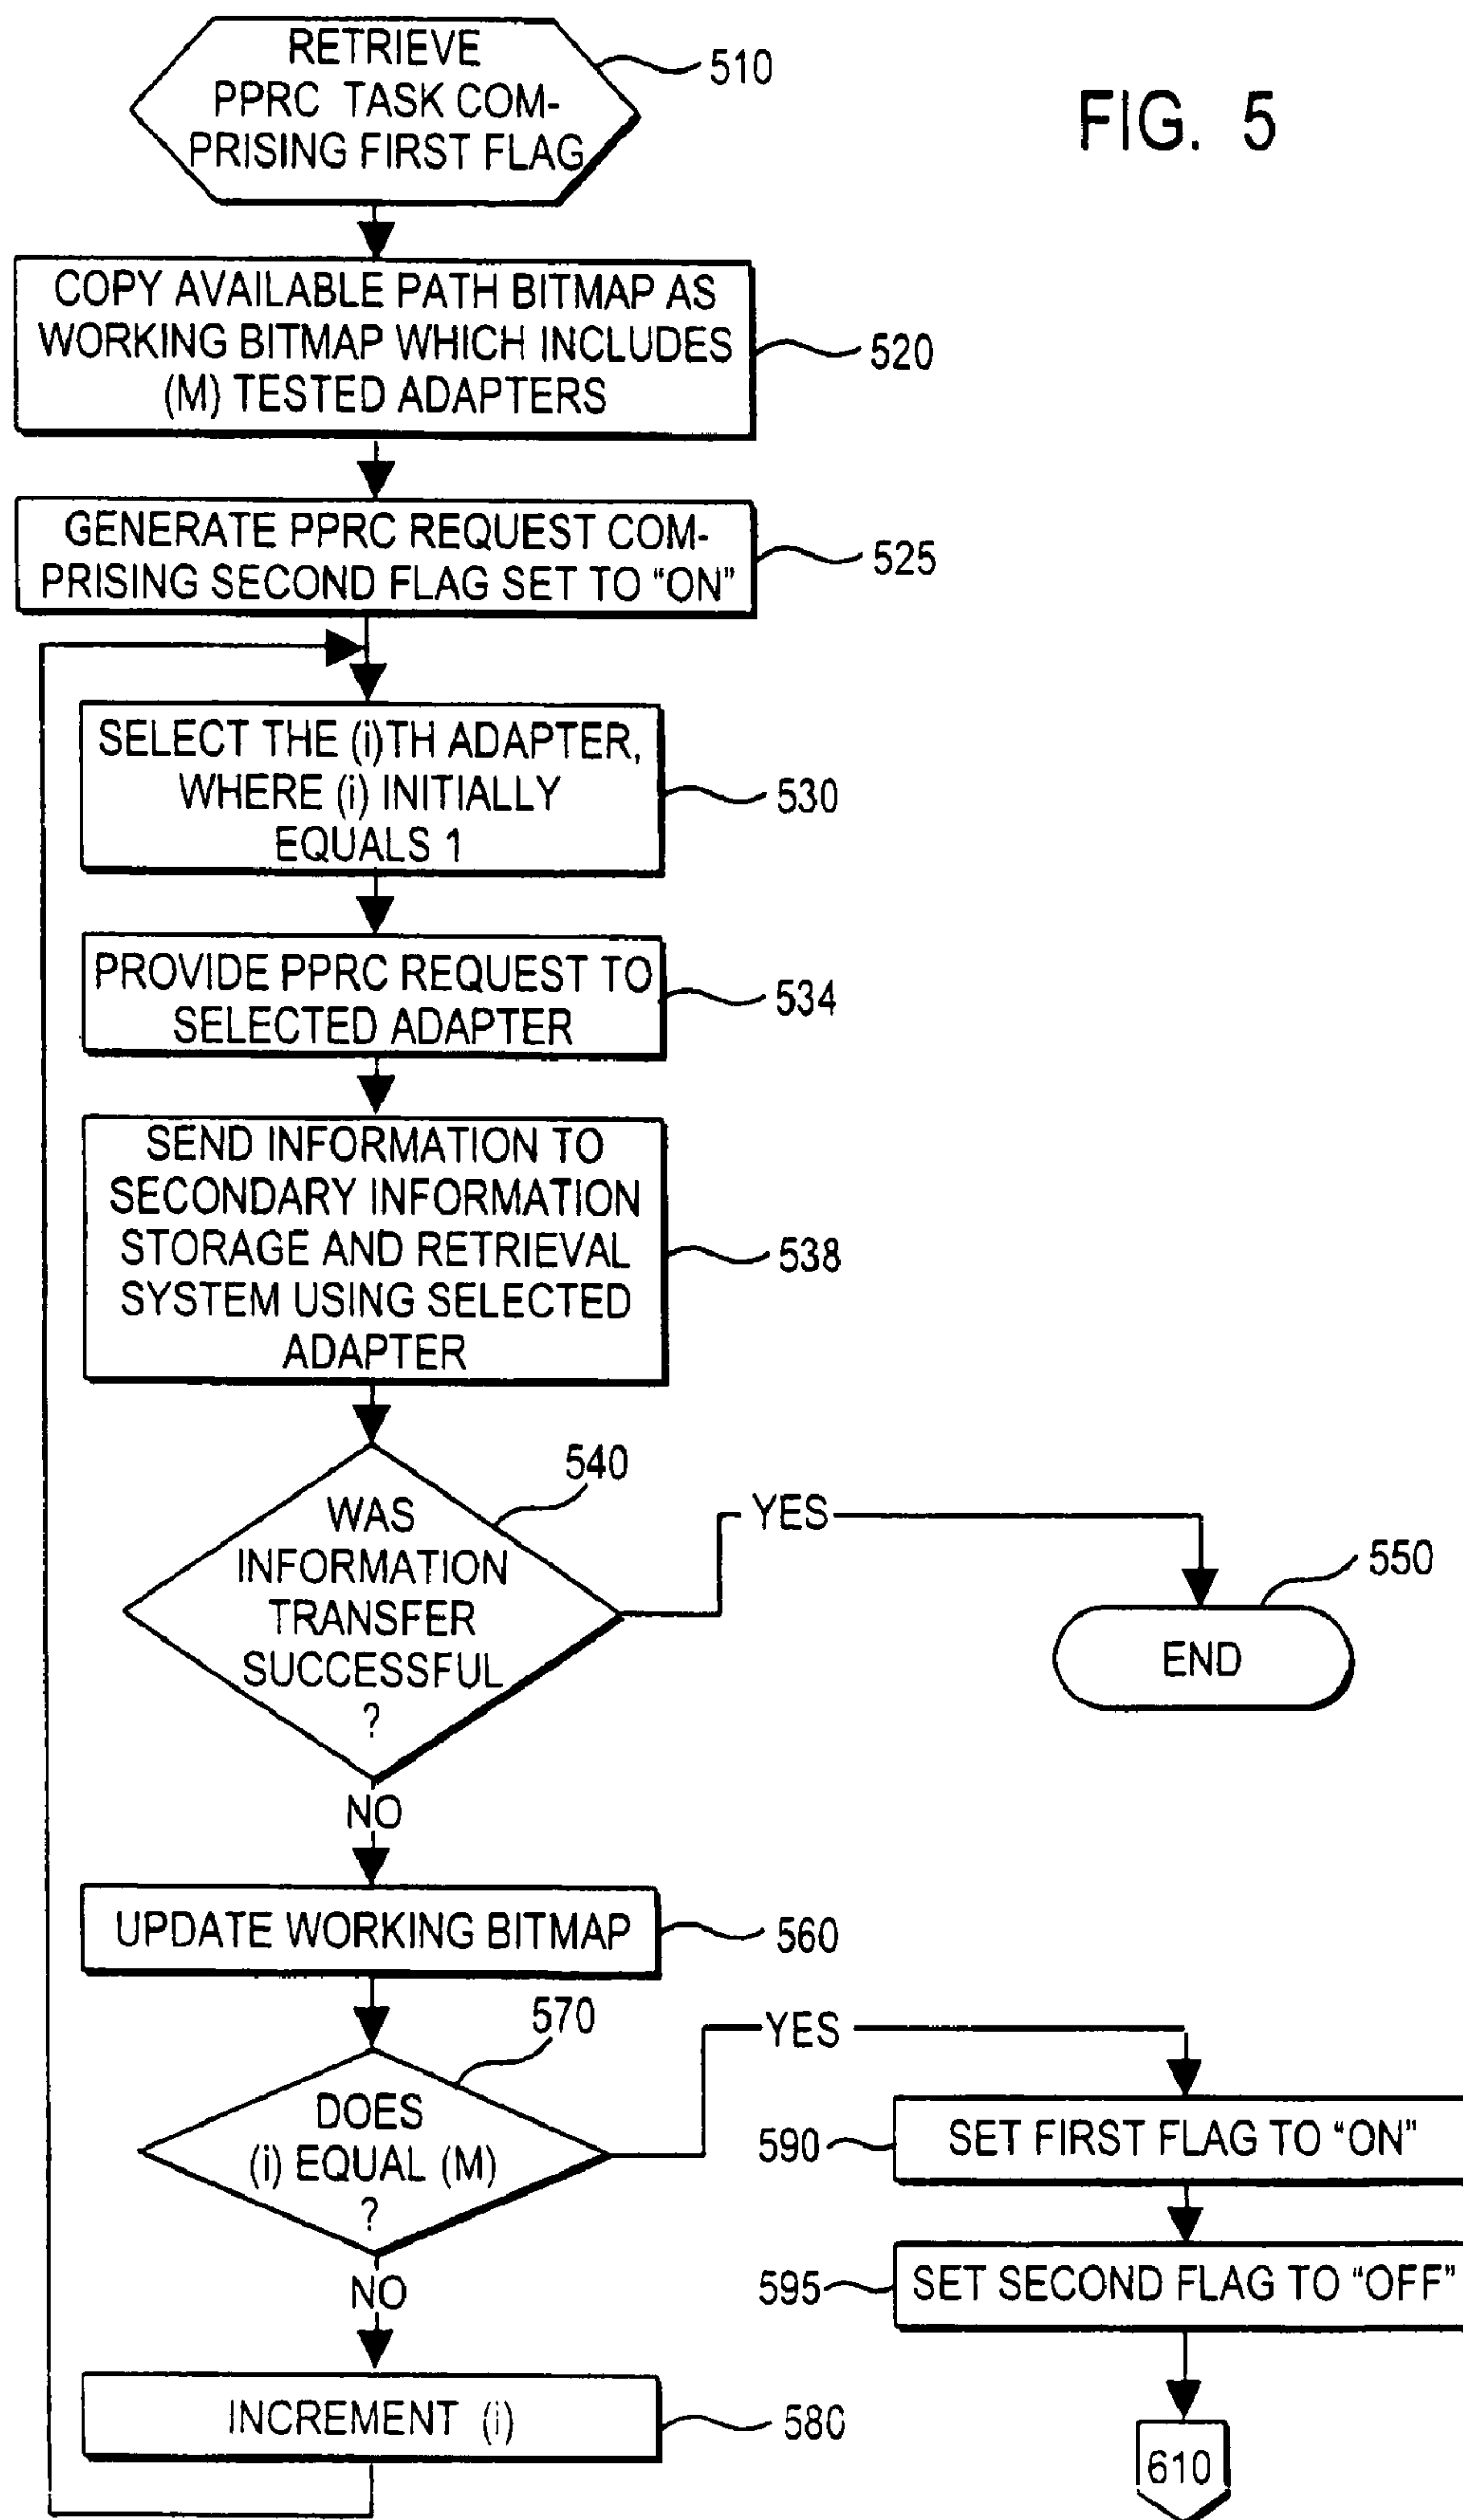 RETRIEVE
PPRC TASK COM-
PRISING FIRST FLAG
510
FIG. 5
COPY AVAILABLE PATH BITMAP AS
WORKING BITMAP WHICH INCLUDES
(M) TESTED ADAPTERS
520
GENERATE PPRC REQUEST COM-
PRISING SECOND FLAG SET TO “ON”
525
SELECT THE (i)TH ADAPTER,
WHERE (i) INITIALLY
EQUALS 1
530
PROVIDE PPRC REQUEST TO
SELECTED ADAPTER
534
SEND INFORMATION TO
SECONDARY INFORMATION
STORAGE AND RETRIEVAL
SYSTEM USING SELECTED
ADAPTER
538
540
WAS
INFORMATION
TRANSFER
SUCCESSFUL
?
YES
550
END
NO
UPDATE WORKING BITMAP
560
570
DOES
(i) EQUAL (M)
?
YES
590
SET FIRST FLAG TO “ON”
595
SET SECOND FLAG TO “OFF”
NO
INCREMENT (i)
580
610